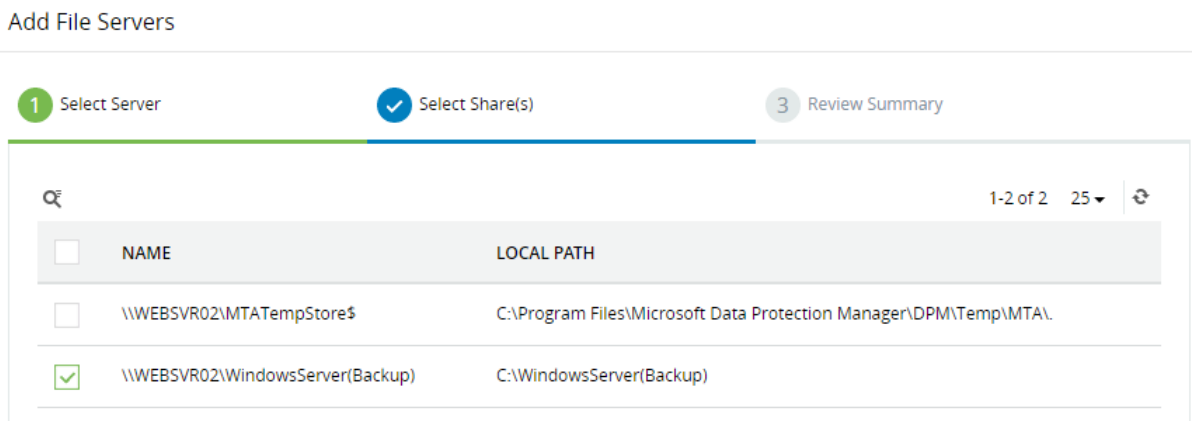 Add File Servers
1 Select Server Select Share(s) 3 Review Summary
1-2 of 2 25
NAME LOCAL PATH
\\WEBSVR02\MTATempStore$ C:\Program Files\Microsoft Data Protection Manager\DPM\Temp\MTA\.
\\WEBSVR02\WindowsServer(Backup) C:\WindowsServer(Backup)